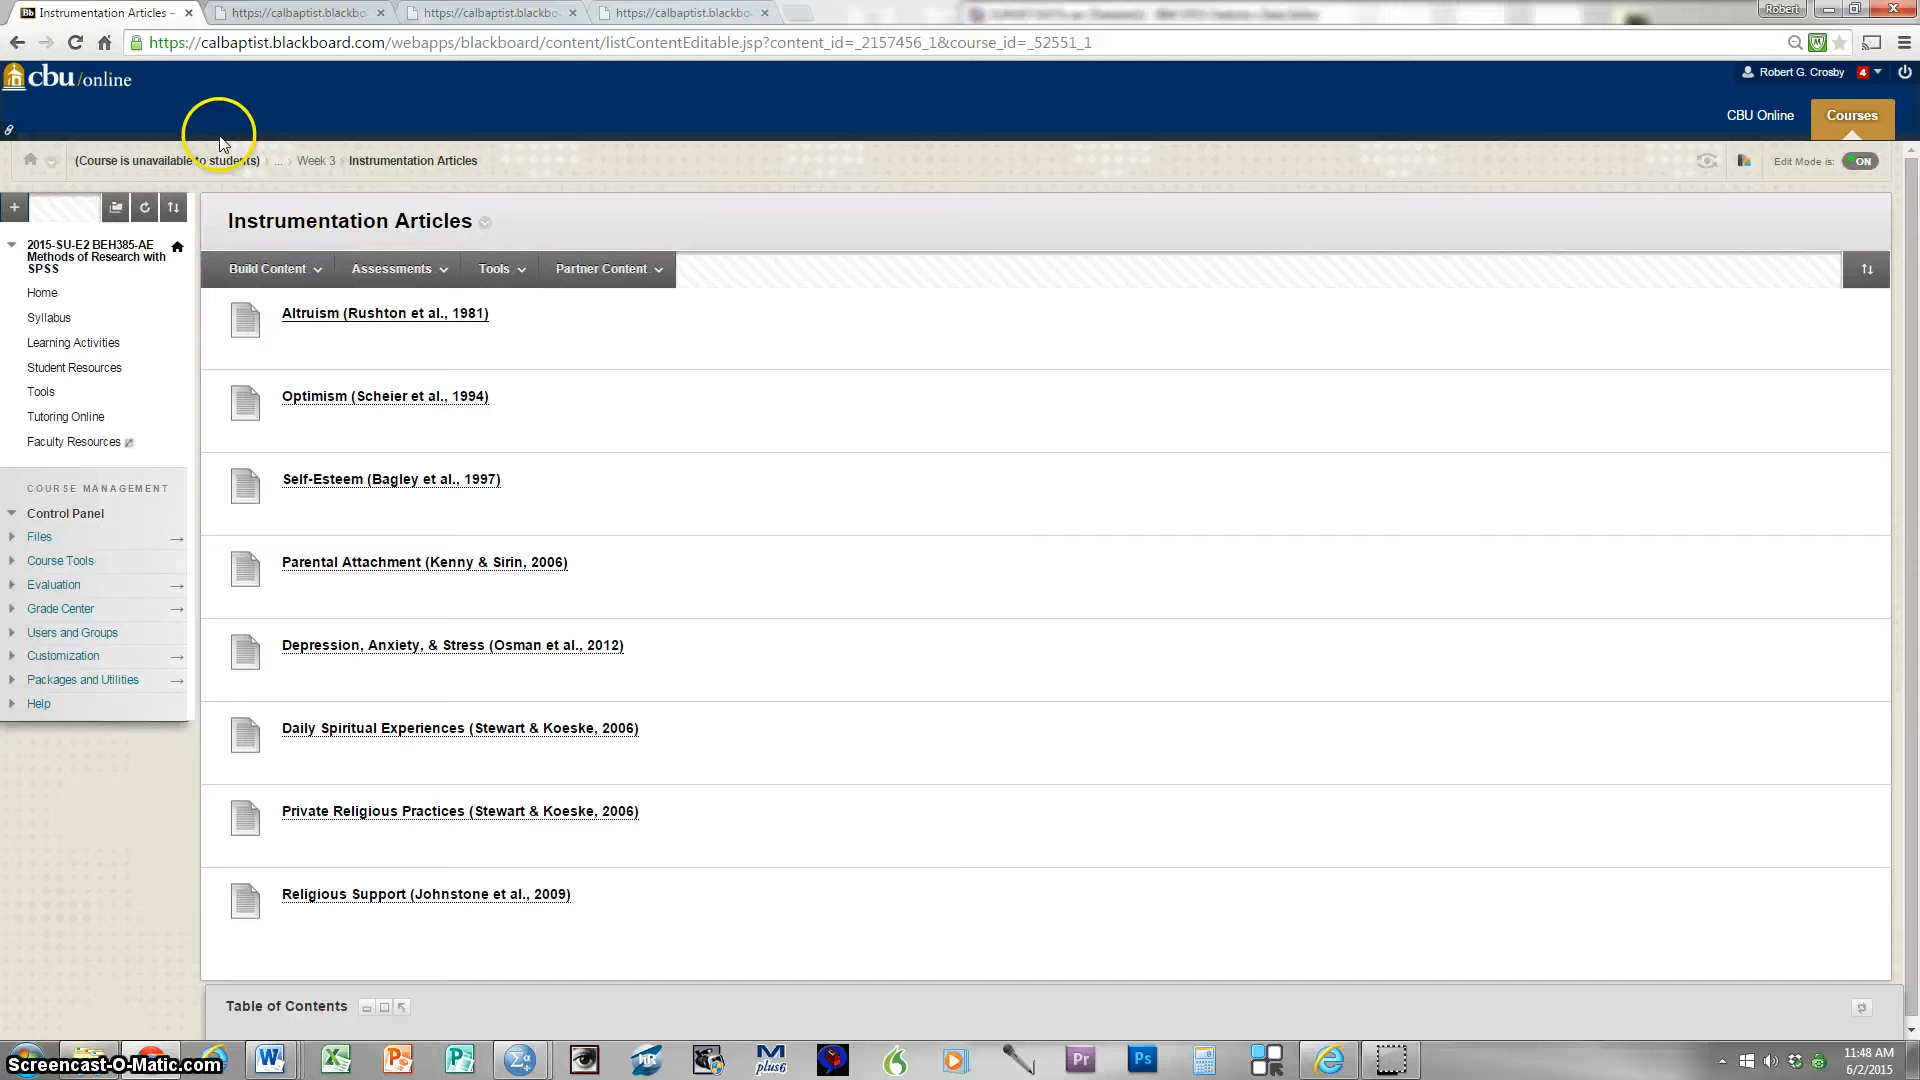 Instrumentation Articles –
https://calbaptist.blackbo
https://calbaptist.blackbo
https://calbaptist.blackbo
Robert
https://calbaptist.blackboard.com/webapps/blackboard/content/listContentEditable.jsp?content_id=_2157456_1&course_id=_52551_1
cbu/online
Robert G. Crosby 4
CBU Online
Courses
(Course is unavailable to students) ... Week 3 Instrumentation Articles
Edit Mode is: ON
Instrumentation Articles
2015-SU-E2 BEH385-AE
Methods of Research with
SPSS
Home
Syllabus
Learning Activities
Student Resources
Tools
Tutoring Online
Faculty Resources
COURSE MANAGEMENT
Control Panel
Files
Course Tools
Evaluation
Grade Center
Users and Groups
Customization
Packages and Utilities
Help
Build Content
Assessments
Tools
Partner Content
Altruism (Rushton et al., 1981)
Optimism (Scheier et al., 1994)
Self-Esteem (Bagley et al., 1997)
Parental Attachment (Kenny & Sirin, 2006)
Depression, Anxiety, & Stress (Osman et al., 2012)
Daily Spiritual Experiences (Stewart & Koeske, 2006)
Private Religious Practices (Stewart & Koeske, 2006)
Religious Support (Johnstone et al., 2009)
Table of Contents
Screencast-O-Matic.com
Mplus6
Pr
Ps
11:48 AM
6/2/2015